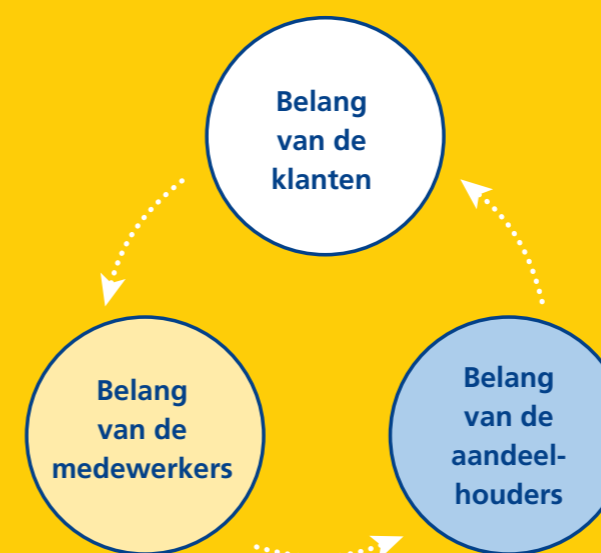 Belang
van de
klanten
Belang
van de
medewerkers
Belang
van de
aandeel-
houders